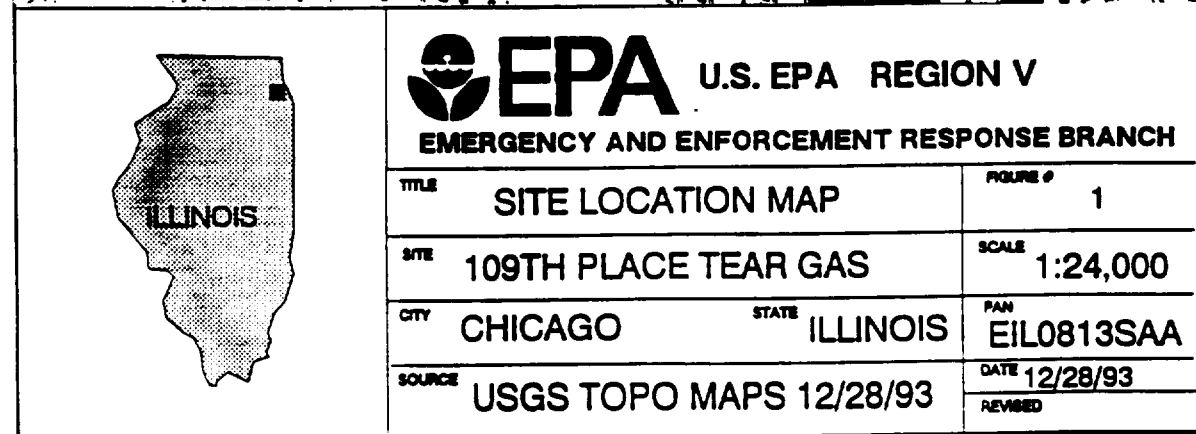 ILLINOIS
EPA U.S. EPA REGION V
EMERGENCY AND ENFORCEMENT RESPONSE BRANCH
TITLE SITE LOCATION MAP FIGURE # 1
SITE 109TH PLACE TEAR GAS SCALE 1:24,000
CITY CHICAGO STATE ILLINOIS PAN EIL0813SAA
SOURCE USGS TOPO MAPS 12/28/93 DATE 12/28/93
REVISED